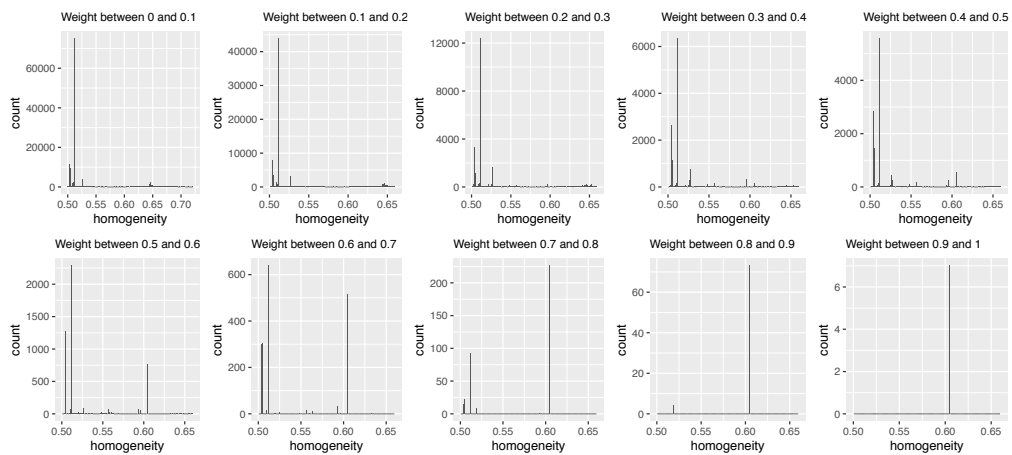 Weight between 0 and 0.1
Weight between 0.1 and 0.2
Weight between 0.2 and 0.3
Weight between 0.3 and 0.4
Weight between 0.4 and 0.5
count
60000
40000
20000
0
0.50 0.55 0.60 0.65 0.70
homogeneity
count
40000
30000
20000
10000
0
0.50 0.55 0.60 0.65
homogeneity
count
12000
8000
4000
0
0.50 0.55 0.60 0.65
homogeneity
count
6000
4000
2000
0
0.50 0.55 0.60 0.65
homogeneity
count
4000
2000
0
0.50 0.55 0.60 0.65
homogeneity
Weight between 0.5 and 0.6
Weight between 0.6 and 0.7
Weight between 0.7 and 0.8
Weight between 0.8 and 0.9
Weight between 0.9 and 1
count
2000
1500
1000
500
0
0.50 0.55 0.60 0.65
homogeneity
count
600
400
200
0
0.50 0.55 0.60 0.65
homogeneity
count
200
150
100
50
0
0.50 0.55 0.60 0.65
homogeneity
count
60
40
20
0
0.50 0.55 0.60 0.65
homogeneity
count
6
4
2
0
0.50 0.55 0.60 0.65
homogeneity